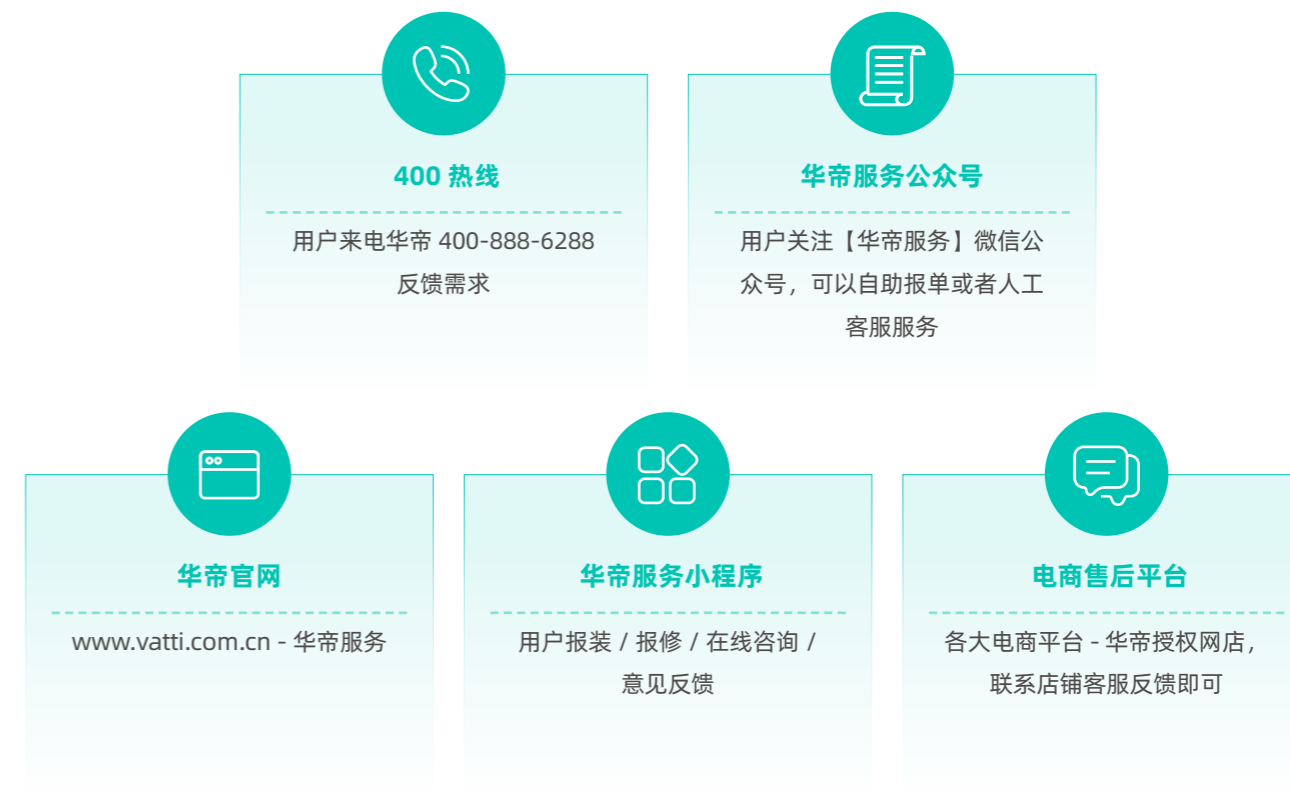 400 热线
用户来电华帝 400-888-6288
反馈需求
华帝服务公众号
用户关注【华帝服务】微信公
众号，可以自助报单或者人工
客服服务
华帝官网
www.vatti.com.cn - 华帝服务
华帝服务小程序
用户报装 / 报修 / 在线咨询 /
意见反馈
电商售后平台
各大电商平台 - 华帝授权网店，
联系店铺客服反馈即可